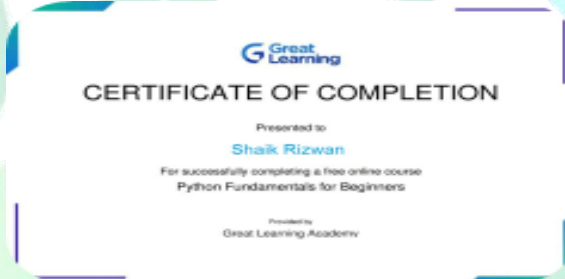 Great
Learning
CERTIFICATE OF COMPLETION
Presented to
Shaik Rizwan
For successfully completing a free online course
Python Fundamentals for Beginners
Provided by
Great Learning Academy